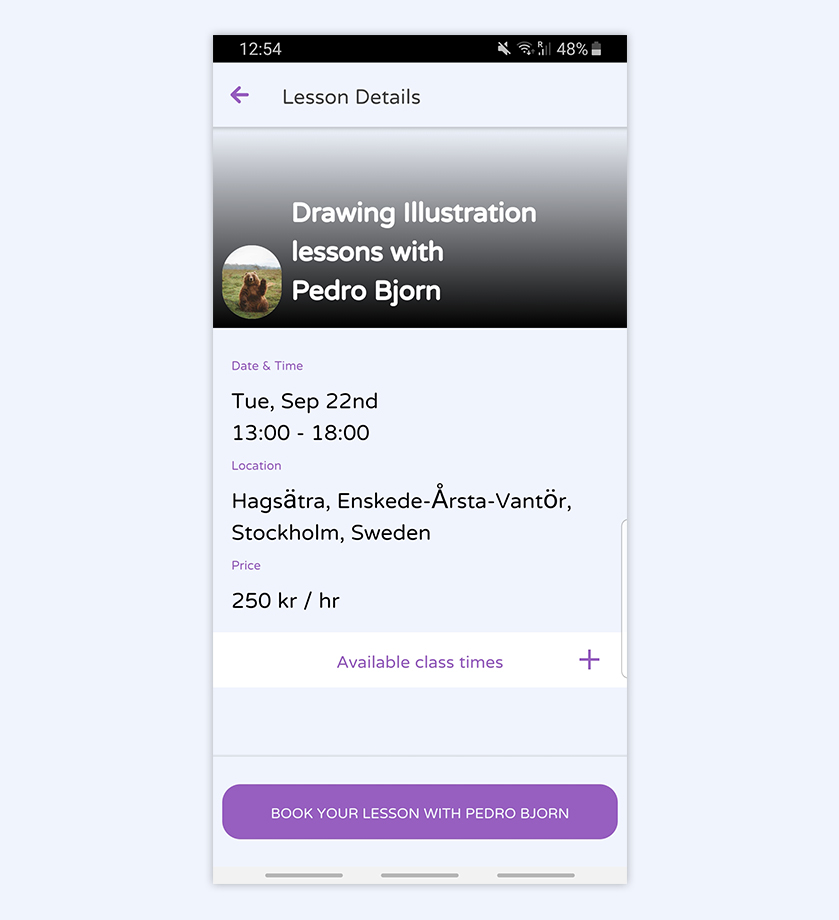 12:54
R
48%
Lesson Details
Drawing Illustration
lessons with
Pedro Bjorn
Date & Time
Tue, Sep 22nd
13:00 - 18:00
Location
Hagsätra, Enskede-Årsta-Vantör,
Stockholm, Sweden
Price
250 kr / hr
Available class times
BOOK YOUR LESSON WITH PEDRO BJORN